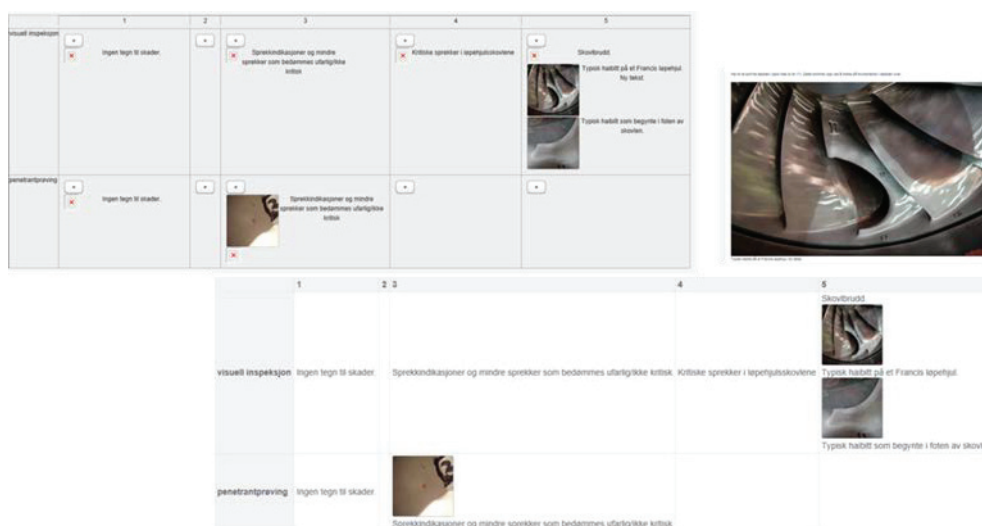 1 2 3 4 5
visuell inspeksjon
Ingen tegn til skader.
Sprekkindikasjoner og mindre
sprekker som bedømmes ufarlig/ikke
kritisk
Kritiske sprekker i løpehjulsskovlene
Skovlbrudd.
Typisk haibitt på et Francis løpehjul.
Ny tekst.
Typisk haibitt som begynte i foten av
skovlen.
penetrantprøving
Ingen tegn til skader.
Sprekkindikasjoner og mindre
sprekker som bedømmes ufarlig/ikke
kritisk
1 2 3 4 5
visuell inspeksjon
Ingen tegn til skader.
Sprekkindikasjoner og mindre sprekker som bedømmes ufarlig/ikke kritisk
Kritiske sprekker i løpehjulsskovlene
Skovlbrudd.
Typisk haibitt på et Francis løpehjul.
Typisk haibitt som begynte i foten av skovl
penetrantprøving
Ingen tegn til skader.
Sprekkindikasjoner og mindre sprekker som bedømmes ufarlig/ikke kritisk